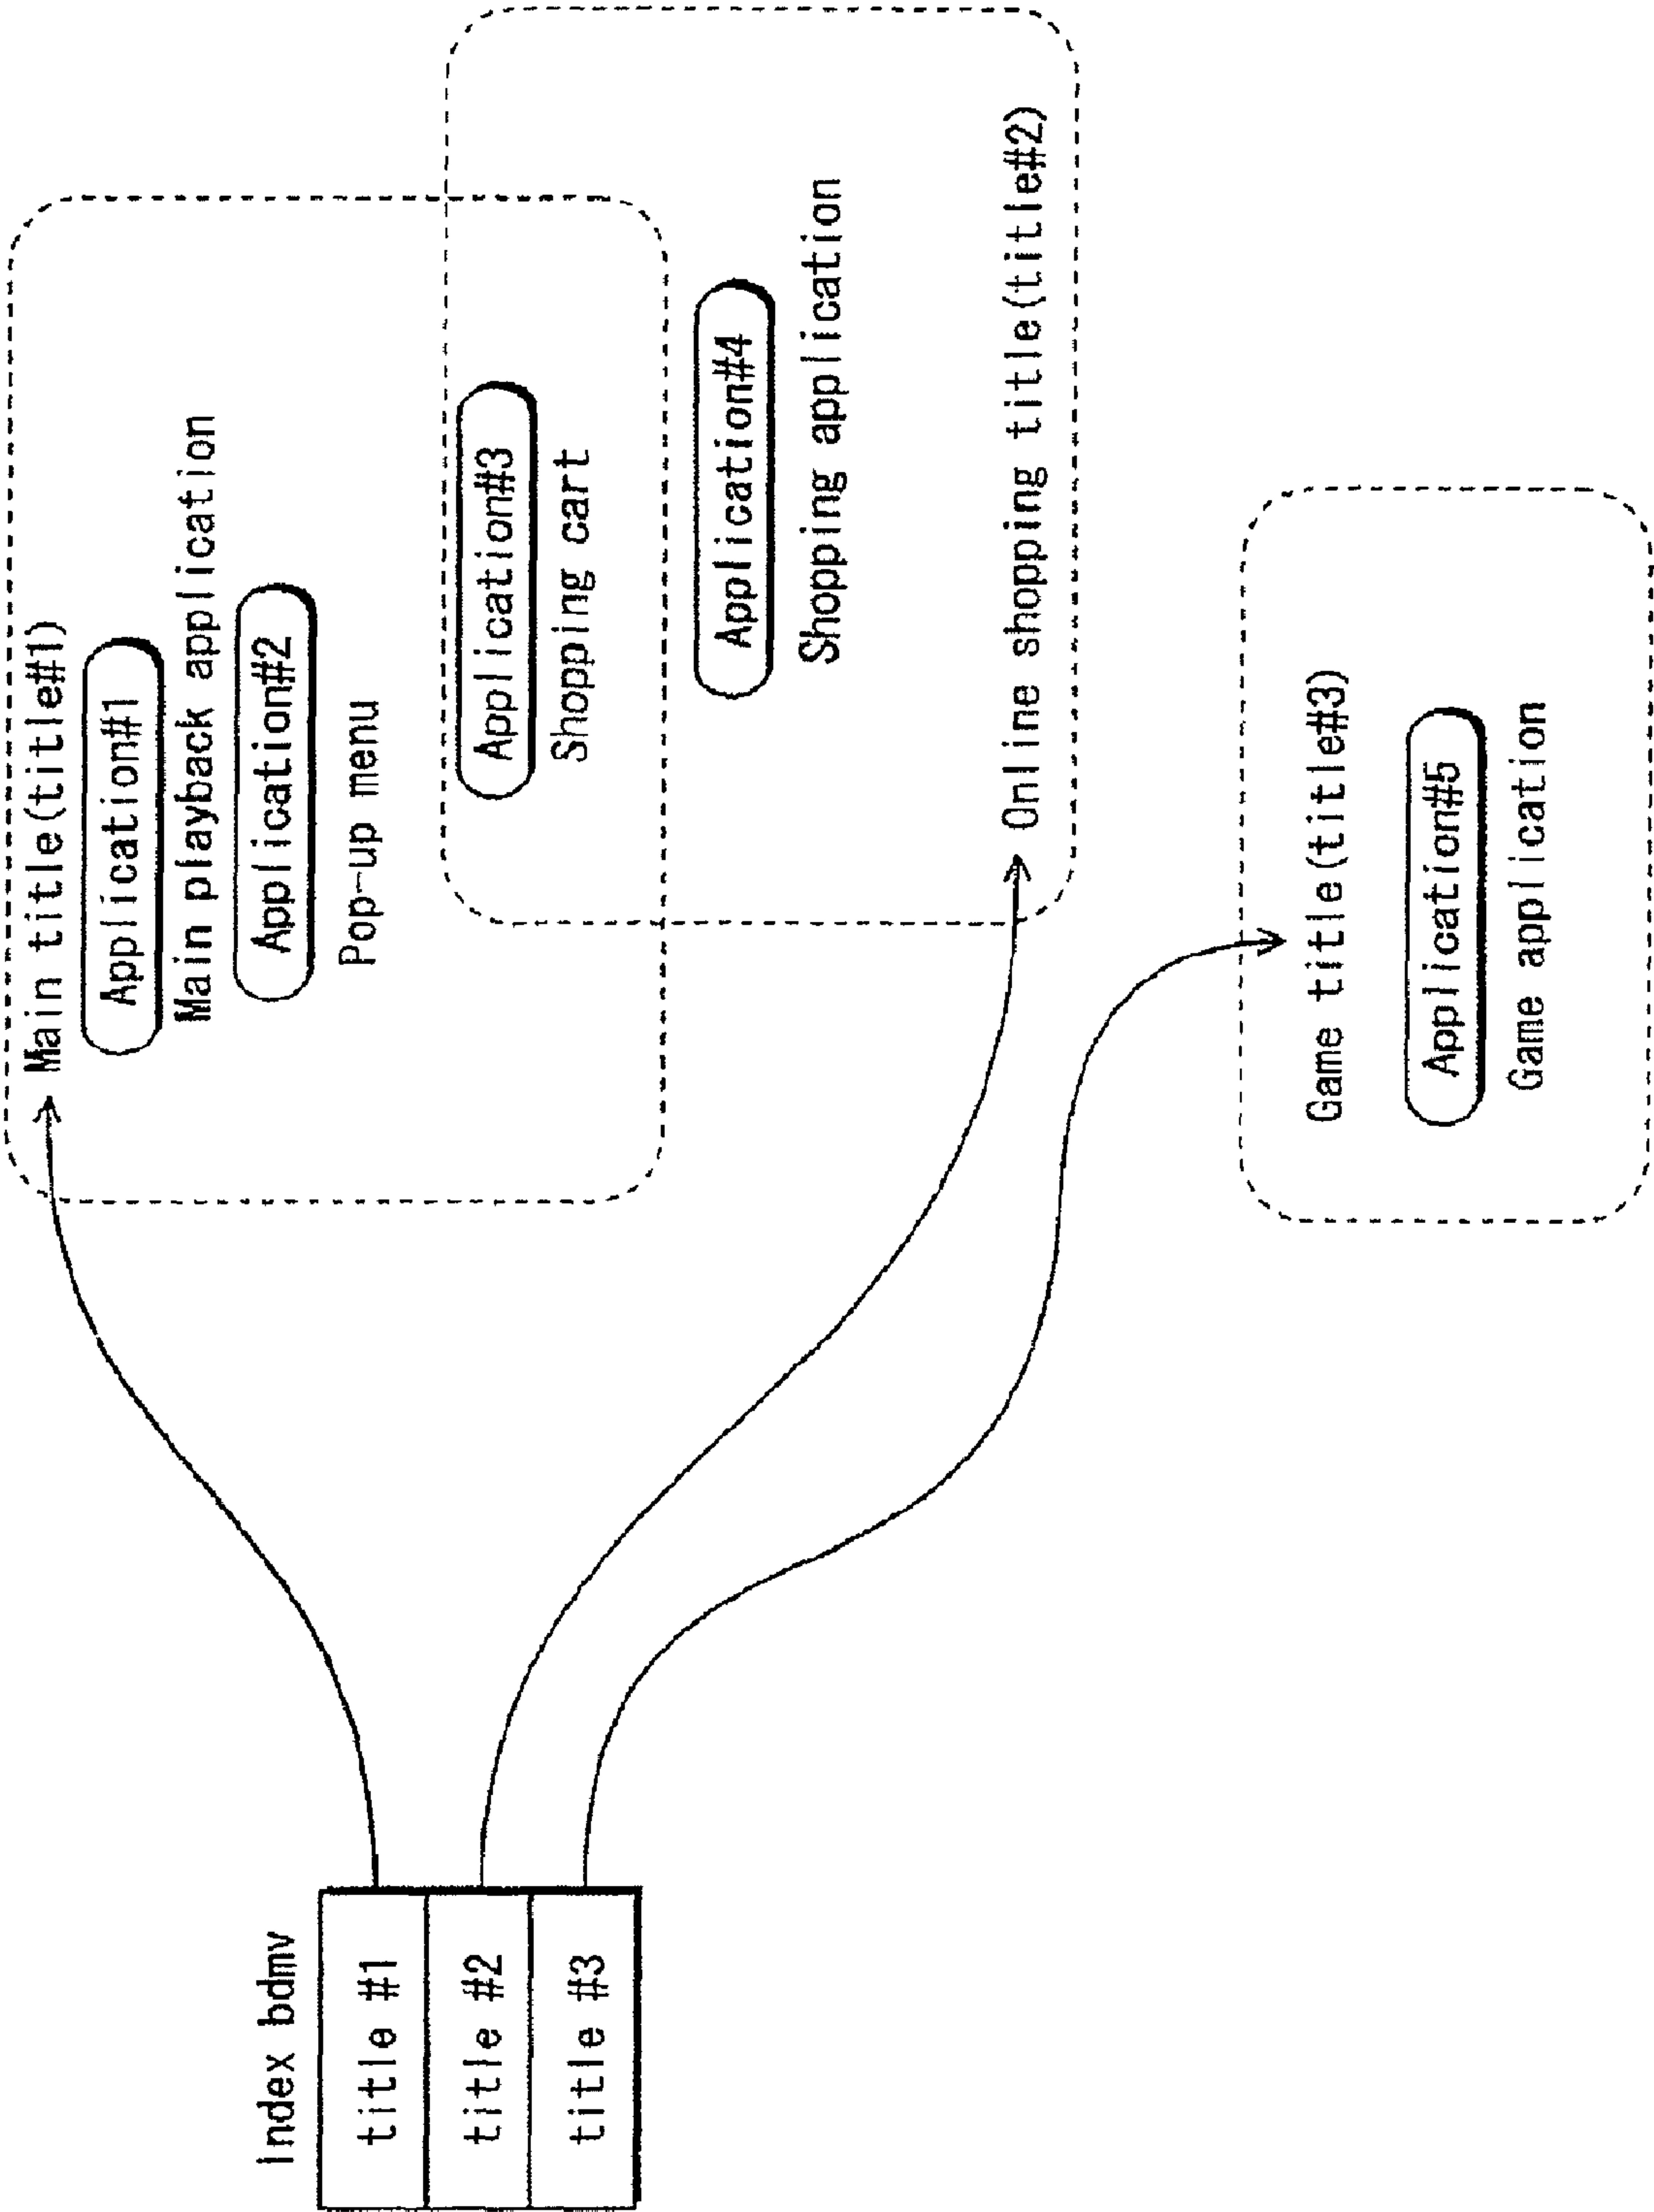 Index bdmv
title #1
title #2
title #3
Main title(title#1)
Application#1
Main playback application
Application#2
Pop-up menu
Application#3
Shopping cart
Application#4
Shopping application
Online shopping title(title#2)
Game title(title#3)
Application#5
Game application